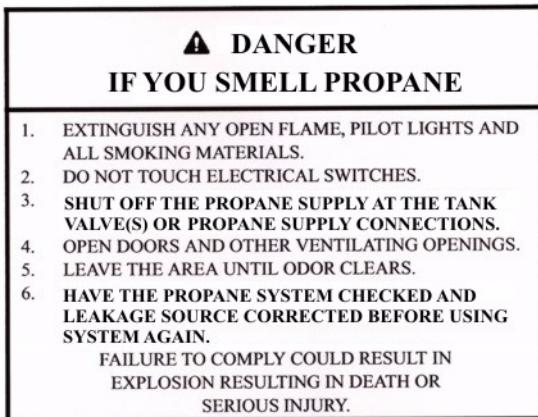 DANGER
IF YOU SMELL PROPANE
1. EXTINGUISH ANY OPEN FLAME, PILOT LIGHTS AND
ALL SMOKING MATERIALS.
2. DO NOT TOUCH ELECTRICAL SWITCHES.
3. SHUT OFF THE PROPANE SUPPLY AT THE TANK
VALVE(S) OR PROPANE SUPPLY CONNECTIONS.
4. OPEN DOORS AND OTHER VENTILATING OPENINGS.
5. LEAVE THE AREA UNTIL ODOR CLEARS.
6. HAVE THE PROPANE SYSTEM CHECKED AND
LEAKAGE SOURCE CORRECTED BEFORE USING
SYSTEM AGAIN.
FAILURE TO COMPLY COULD RESULT IN
EXPLOSION RESULTING IN DEATH OR
SERIOUS INJURY.